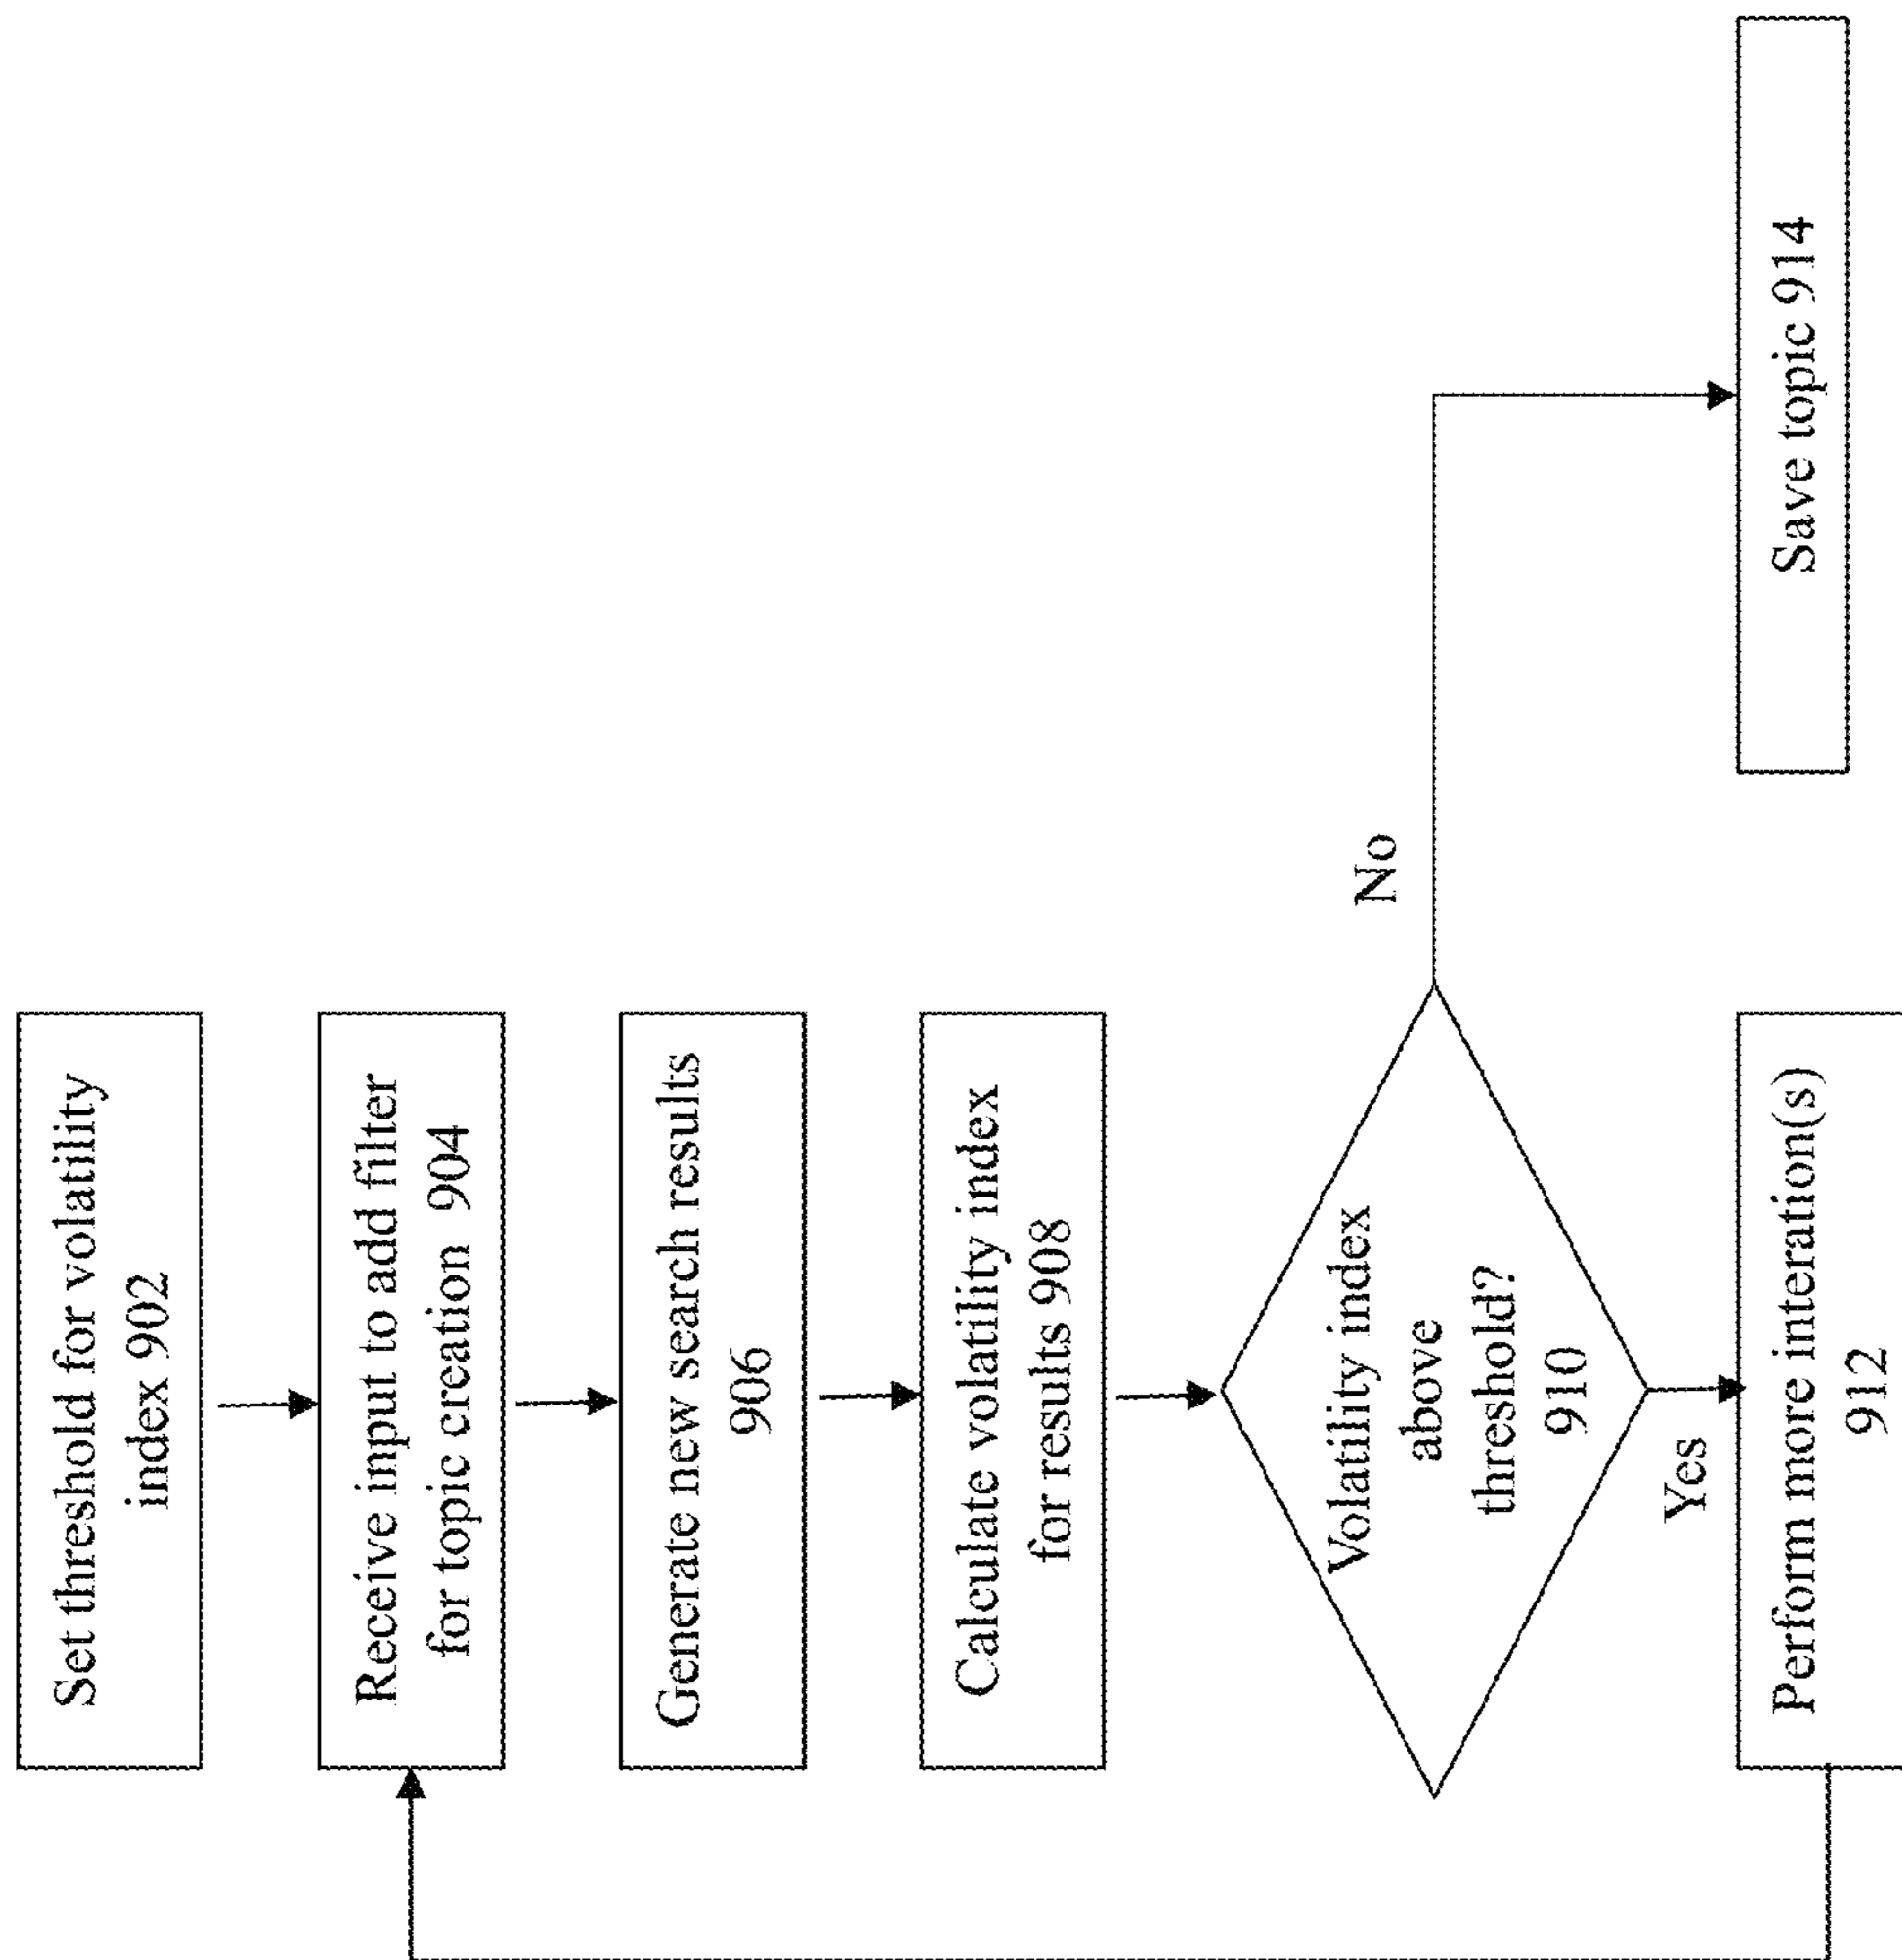 Set threshold for volatility
index 902
Receive input to add filter
for topic creation 904
Generate new search results
906
Calculate volatility index
for results 908
Volatility index
above
threshold?
910
No
Yes
Perform more interation(s)
912
Save topic 914